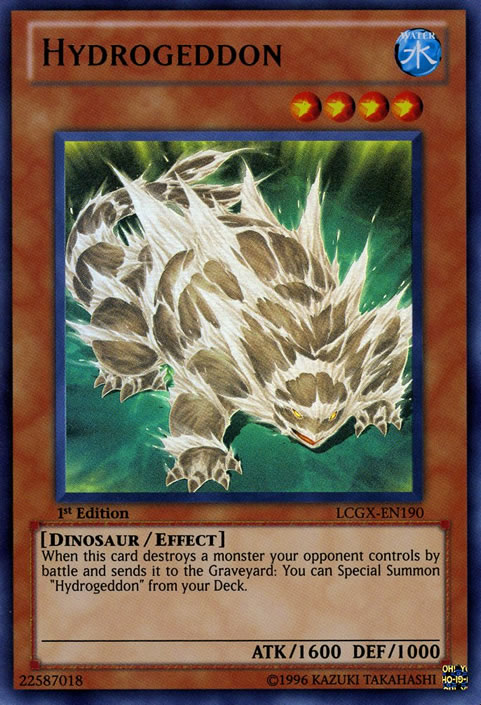 HYDROGEDDON
WATER
水
1st Edition
LCGX-EN190
[DINOSAUR / EFFECT]
When this card destroys a monster your opponent controls by
battle and sends it to the Graveyard: You can Special Summon
"Hydrogeddon" from your Deck.
ATK/1600 DEF/1000
22587018
©1996 KAZUKI TAKAHASHI